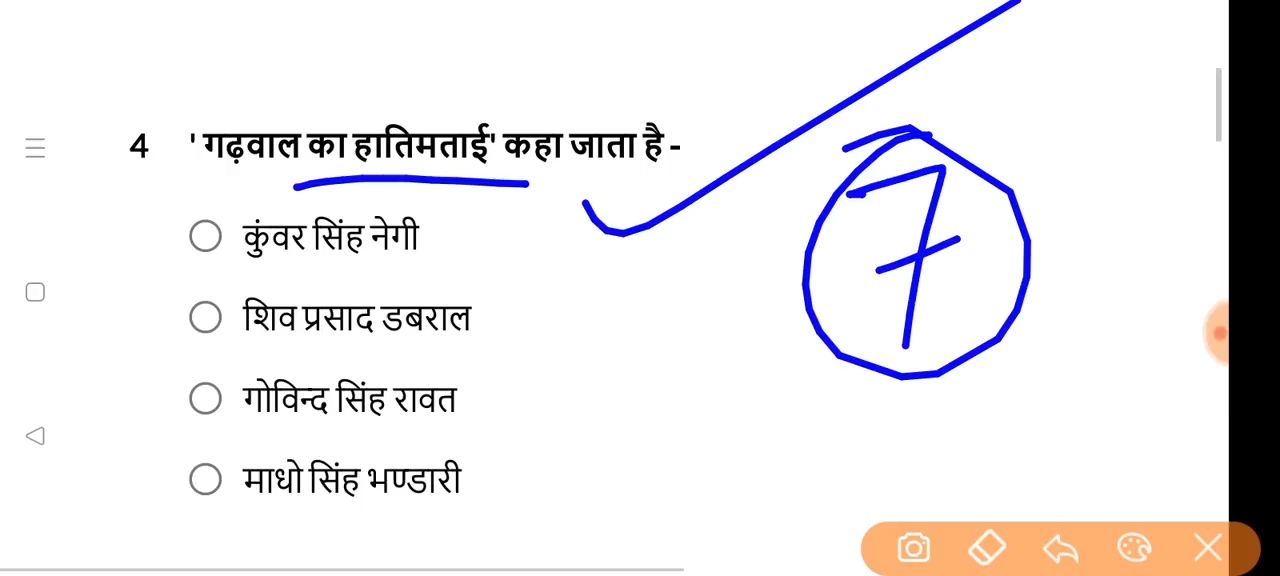 4 ' गढ़वाल का हातिमताई' कहा जाता है -
7
कुंवर सिंह नेगी
शिव प्रसाद डबराल
गोविन्द सिंह रावत
माधो सिंह भण्डारी